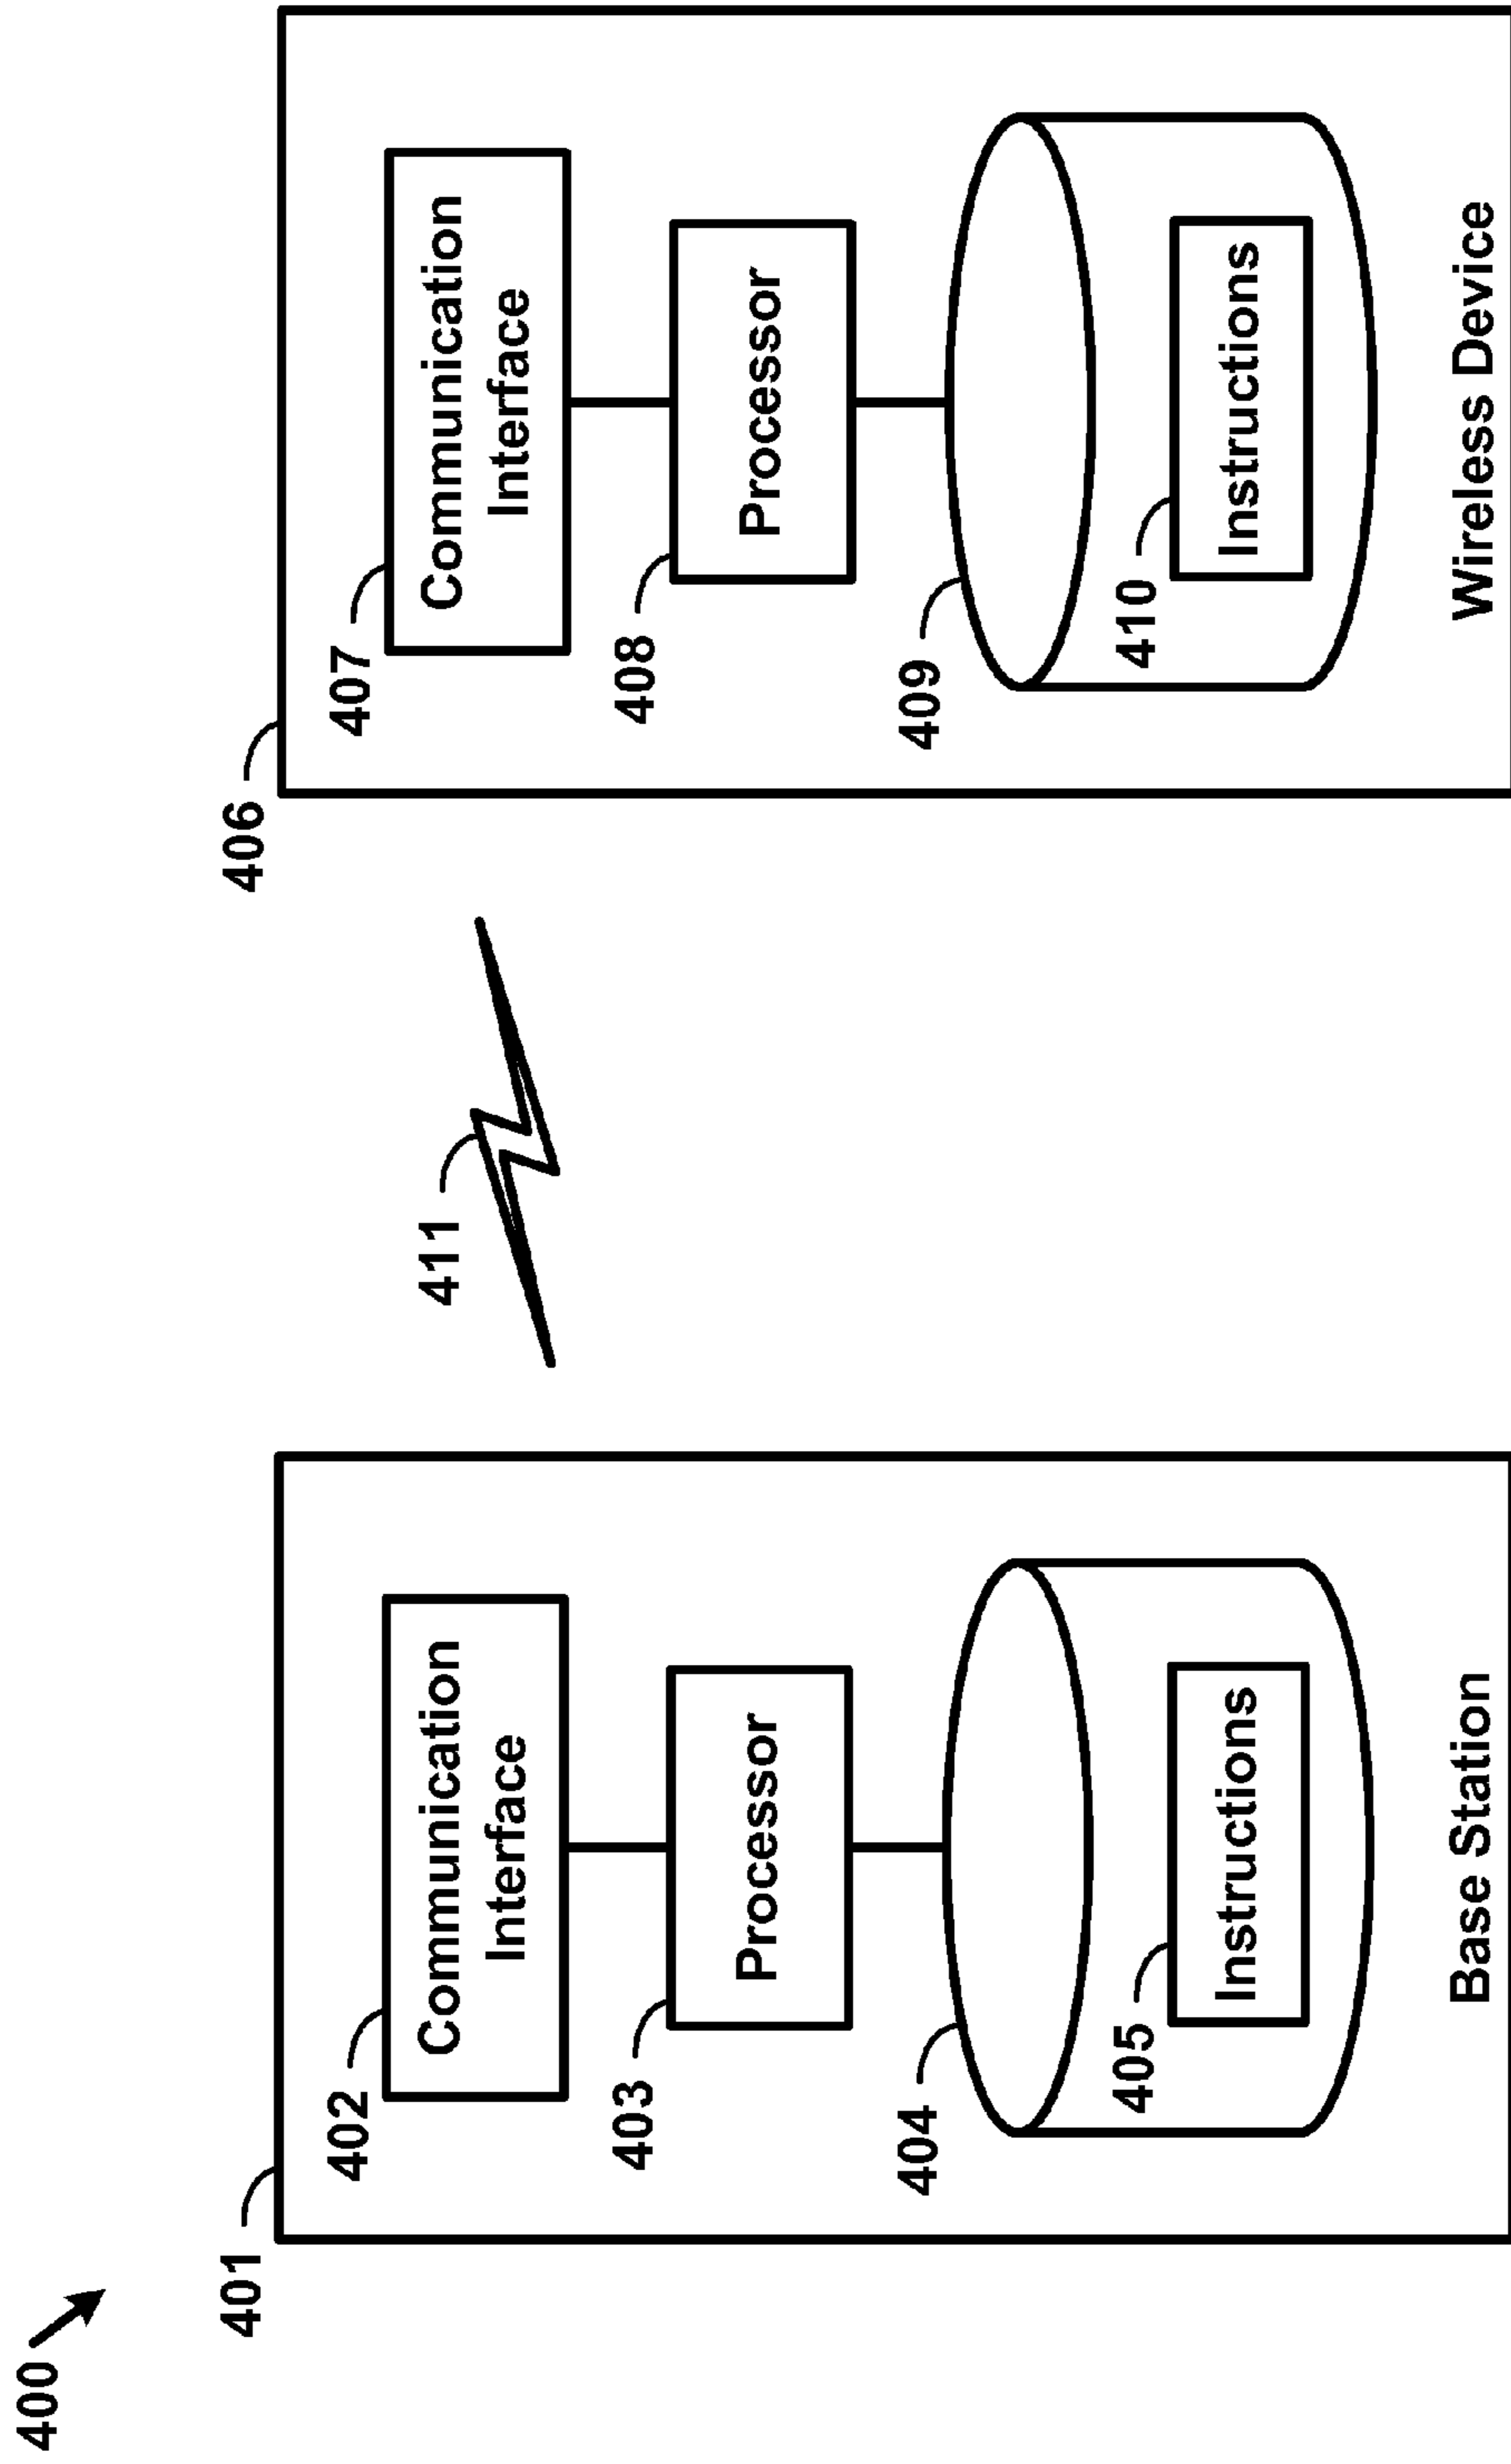 400
401
402
Communication
Interface
403
Processor
404
405
Instructions
Base Station
411
406
407
Communication
Interface
408
Processor
409
410
Instructions
Wireless Device